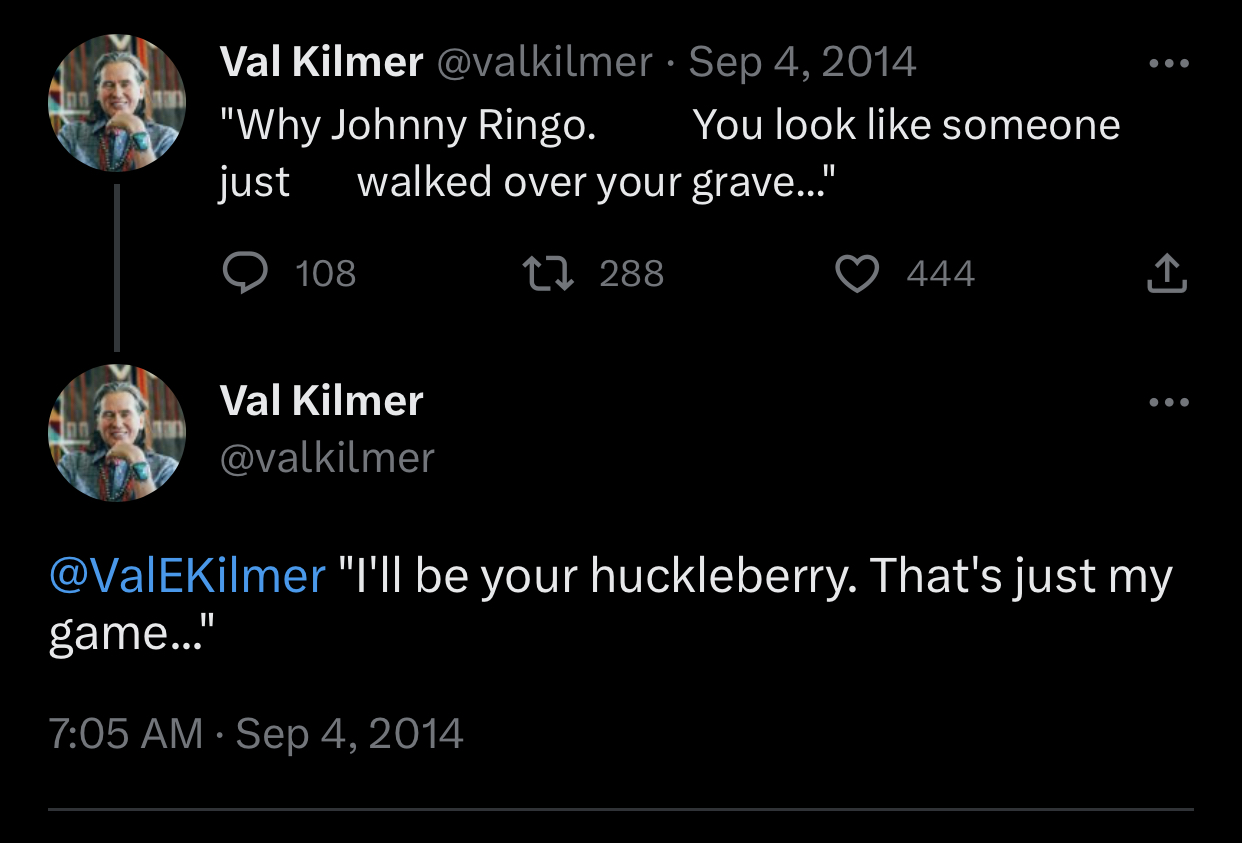 Val Kilmer @valkilmer · Sep 4, 2014
"Why Johnny Ringo.       You look like someone
just     walked over your grave..."
108 288 444
Val Kilmer
@valkilmer
@ValEKilmer "I'll be your huckleberry. That's just my
game..."
7:05 AM · Sep 4, 2014